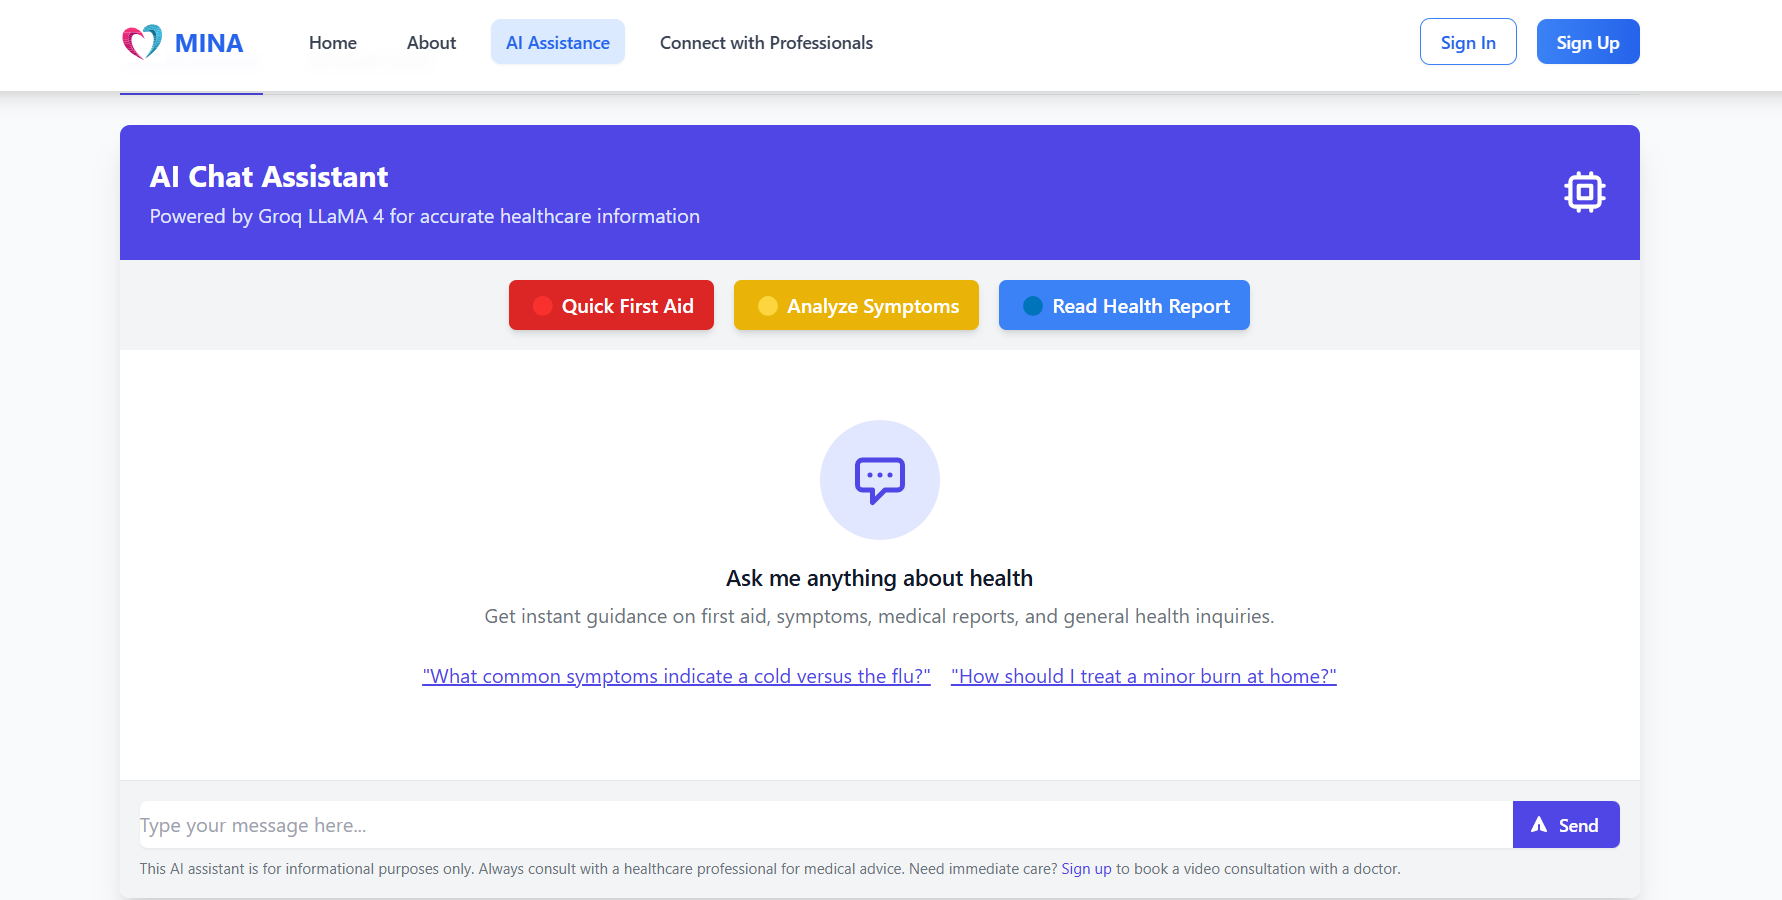 MINA
Home
About
AI Assistance
Connect with Professionals
Sign In
Sign Up
AI Chat Assistant
Powered by Groq LLaMA 4 for accurate healthcare information
Quick First Aid
Analyze Symptoms
Read Health Report
Ask me anything about health
Get instant guidance on first aid, symptoms, medical reports, and general health inquiries.
"What common symptoms indicate a cold versus the flu?"
"How should I treat a minor burn at home?"
Type your message here...
Send
This AI assistant is for informational purposes only. Always consult with a healthcare professional for medical advice. Need immediate care? Sign up to book a video consultation with a doctor.